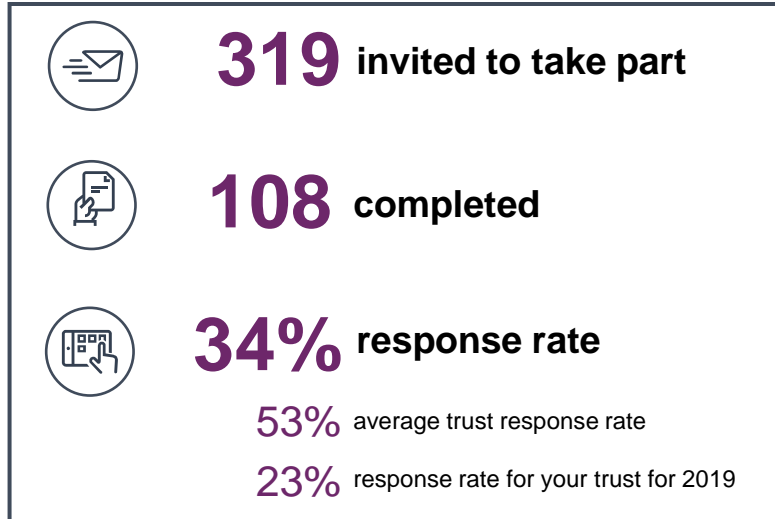 319 invited to take part
108 completed
34% response rate
53% average trust response rate
23% response rate for your trust for 2019